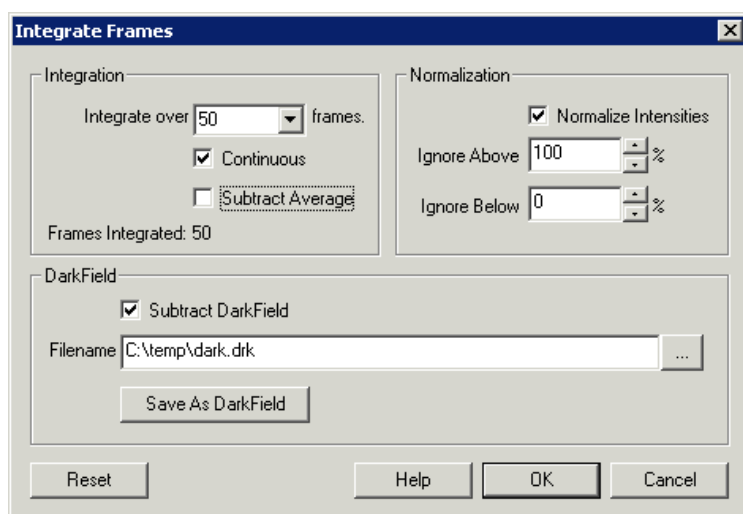 Integrate Frames
Integration
Integrate over 50 frames.
Continuous
Subtract Average
Frames Integrated: 50
Normalization
Normalize Intensities
Ignore Above 100 %
Ignore Below 0 %
DarkField
Subtract DarkField
Filename C:\temp\dark.drk ...
Save As DarkField
Reset Help OK Cancel